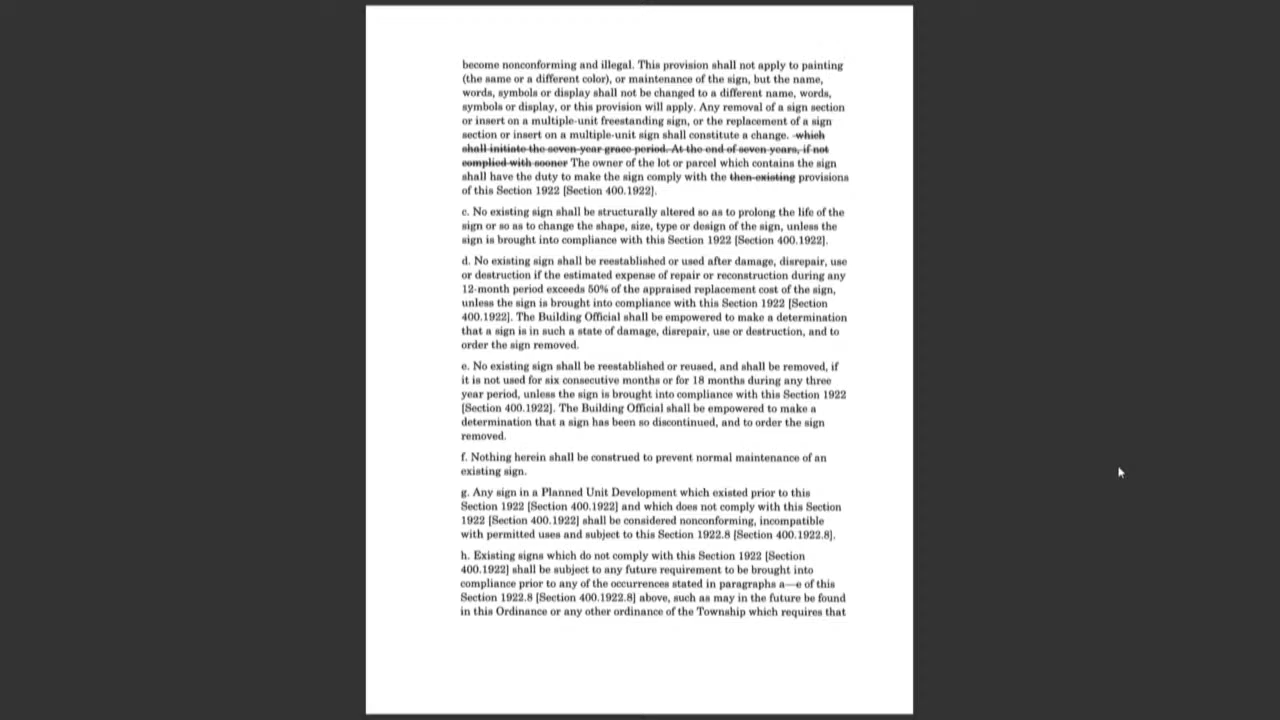 become nonconforming and illegal. This provision shall not apply to painting
(the same or a different color), or maintenance of the sign, but the name,
words, symbols or display shall not be changed to a different name, words,
symbols or display, or this provision will apply. Any removal of a sign section
or insert on a multiple-unit freestanding sign, or the replacement of a sign
section or insert on a multiple-unit sign shall constitute a change. which
shall initiate the seven-year grace period. At the end of seven years, if not
complied with sooner The owner of the lot or parcel which contains the sign
shall have the duty to make the sign comply with the then-existing provisions
of this Section 1922 [Section 400.1922].
c. No existing sign shall be structurally altered so as to prolong the life of the
sign or so as to change the shape, size, type or design of the sign, unless the
sign is brought into compliance with this Section 1922 [Section 400.1922].
d. No existing sign shall be reestablished or used after damage, disrepair, use
or destruction if the estimated expense of repair or reconstruction during any
12-month period exceeds 50% of the appraised replacement cost of the sign,
unless the sign is brought into compliance with this Section 1922 [Section
400.1922]. The Building Official shall be empowered to make a determination
that a sign is in such a state of damage, disrepair, use or destruction, and to
order the sign removed.
e. No existing sign shall be reestablished or reused, and shall be removed, if
it is not used for six consecutive months or for 18 months during any three
year period, unless the sign is brought into compliance with this Section 1922
[Section 400.1922]. The Building Official shall be empowered to make a
determination that a sign has been so discontinued, and to order the sign
removed.
f. Nothing herein shall be construed to prevent normal maintenance of an
existing sign.
g. Any sign in a Planned Unit Development which existed prior to this
Section 1922 [Section 400.1922] and which does not comply with this Section
1922 [Section 400.1922] shall be considered nonconforming, incompatible
with permitted uses and subject to this Section 1922.8 [Section 400.1922.8].
h. Existing signs which do not comply with this Section 1922 [Section
400.1922] shall be subject to any future requirement to be brought into
compliance prior to any of the occurrences stated in paragraphs a—e of this
Section 1922.8 [Section 400.1922.8] above, such as may in the future be found
in this Ordinance or any other ordinance of the Township which requires that